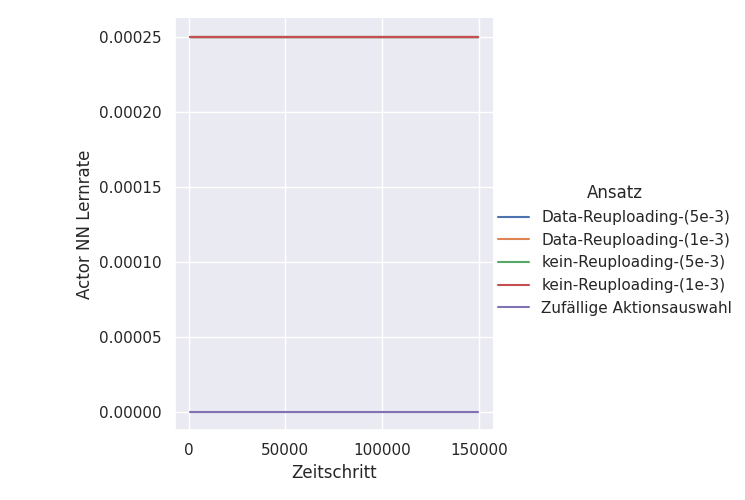 0.00025
0.00020
0.00015
0.00010
0.00005
0.00000
Actor NN Lernrate
0 50000 100000 150000
Zeitschritt
Ansatz
Data-Reuploading-(5e-3)
Data-Reuploading-(1e-3)
kein-Reuploading-(5e-3)
kein-Reuploading-(1e-3)
Zufällige Aktionsauswahl